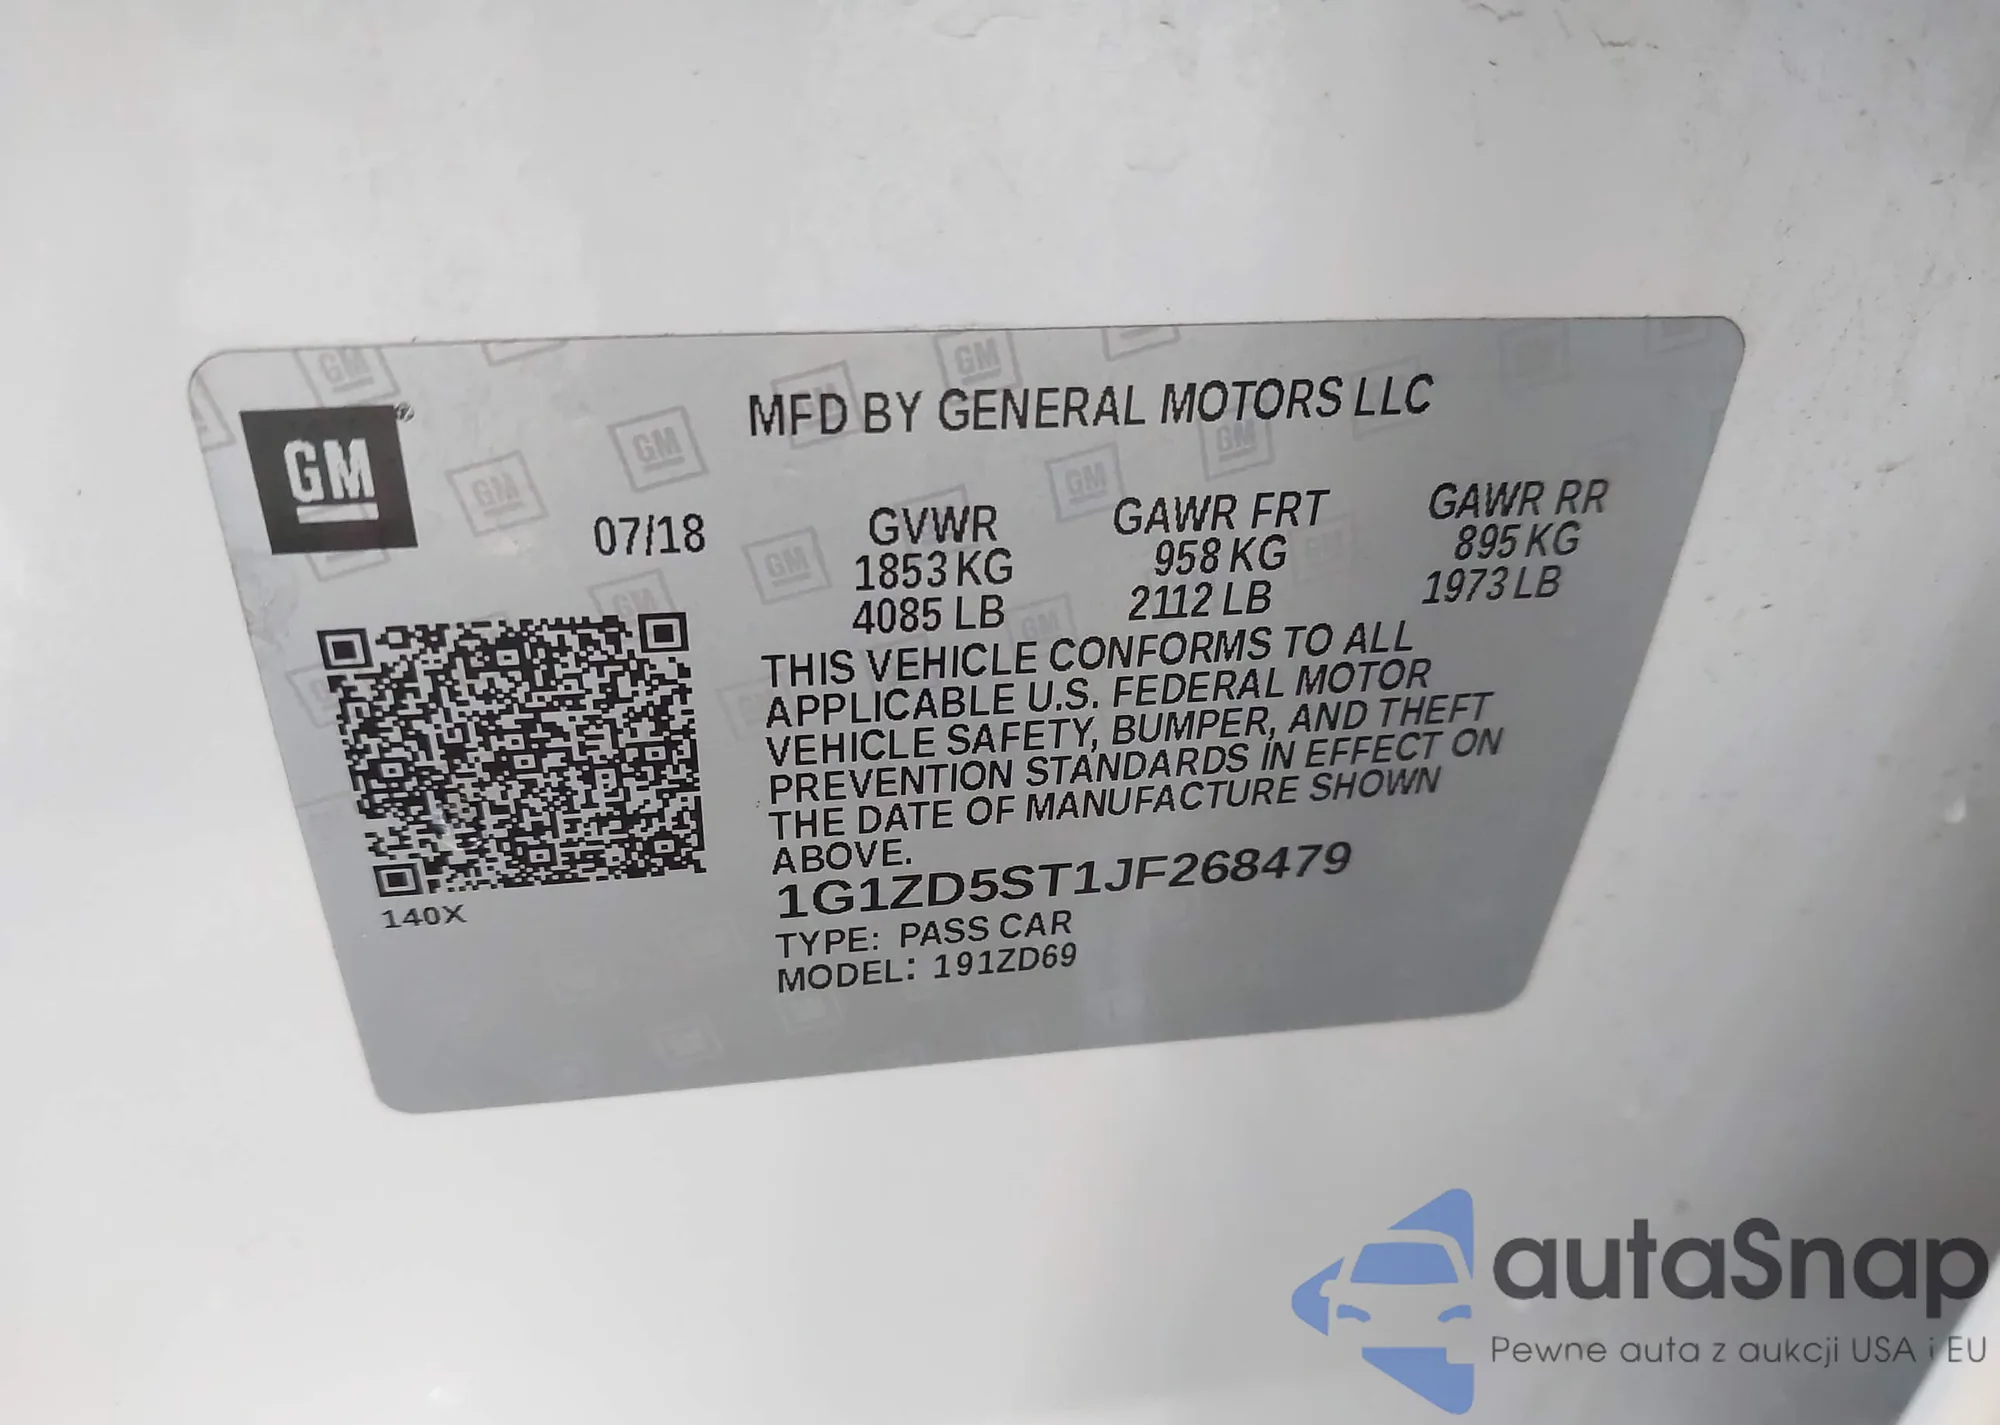 MFD BY GENERAL MOTORS LLC
GM
07/18
GVWR GAWR FRT GAWR RR
1853 KG 958 KG 895 KG
4085 LB 2112 LB 1973 LB
THIS VEHICLE CONFORMS TO ALL
APPLICABLE U.S. FEDERAL MOTOR
VEHICLE SAFETY, BUMPER, AND THEFT
PREVENTION STANDARDS IN EFFECT ON
THE DATE OF MANUFACTURE SHOWN
ABOVE.
1G1ZD5ST1JF268479
140X
TYPE: PASS CAR
MODEL: 191ZD69
autaSnap
Pewne auta z aukcji USA i EU